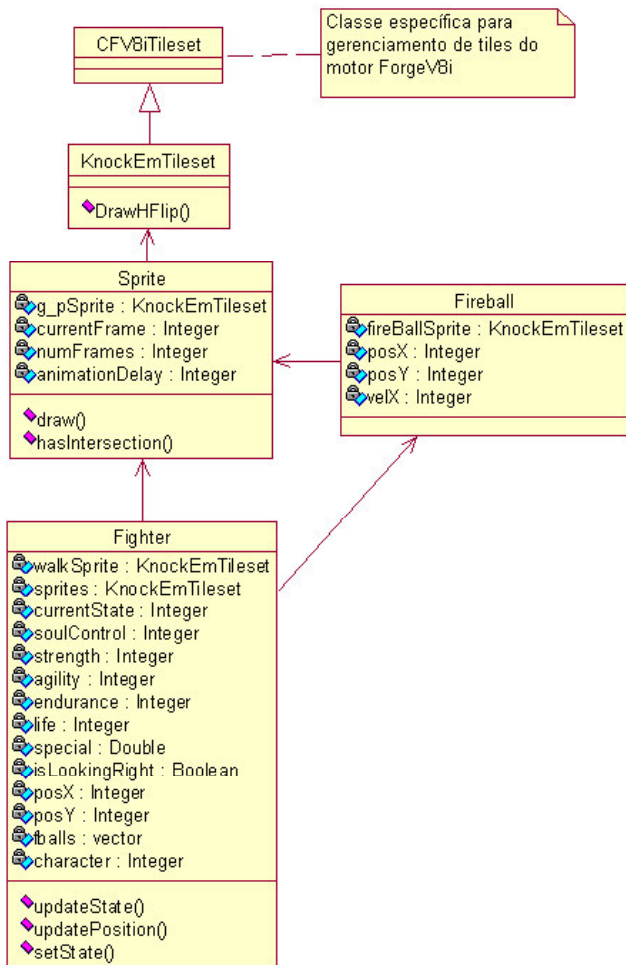 CFV8iTileset
Classe específica para
gerenciamento de tiles do
motor ForgeV8i
KnockEmTileset
DrawHFlip()
Sprite
g_pSprite : KnockEmTileset
currentFrame : Integer
numFrames : Integer
animationDelay : Integer
draw()
hasIntersection()
Fireball
fireBallSprite : KnockEmTileset
posX : Integer
posY : Integer
velX : Integer
Fighter
walkSprite : KnockEmTileset
sprites : KnockEmTileset
currentState : Integer
soulControl : Integer
strength : Integer
agility : Integer
endurance : Integer
life : Integer
special : Double
isLookingRight : Boolean
posX : Integer
posY : Integer
fballs : vector
character : Integer
updateState()
updatePosition()
setState()